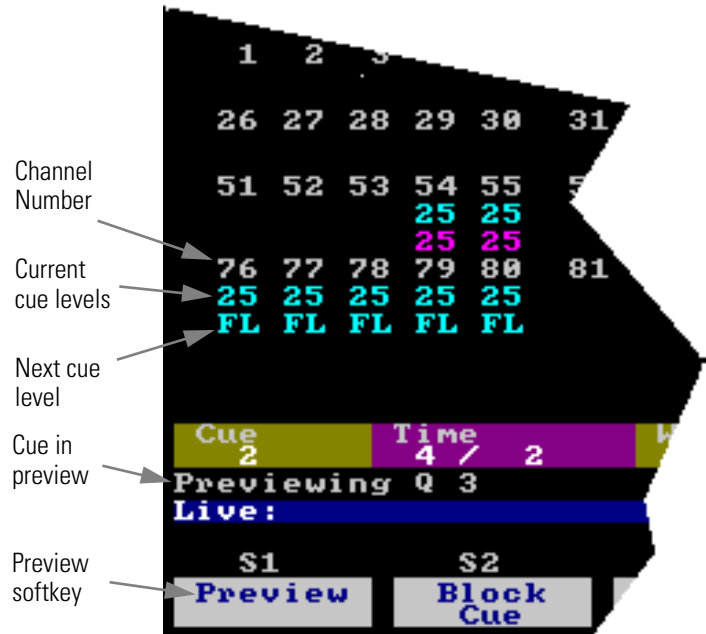 1 2 3
26 27 28 29 30 31
Channel
Number
51 52 53 54 55
25 25
25 25
76 77 78 79 80 81
Current
cue levels
25 25 25 25 25
FL FL FL FL FL
Next cue
level
Cue Time
2 4 / 2
Cue in
preview
Previewing Q 3
Live:
S1 S2
Preview
softkey
Preview Block
Cue